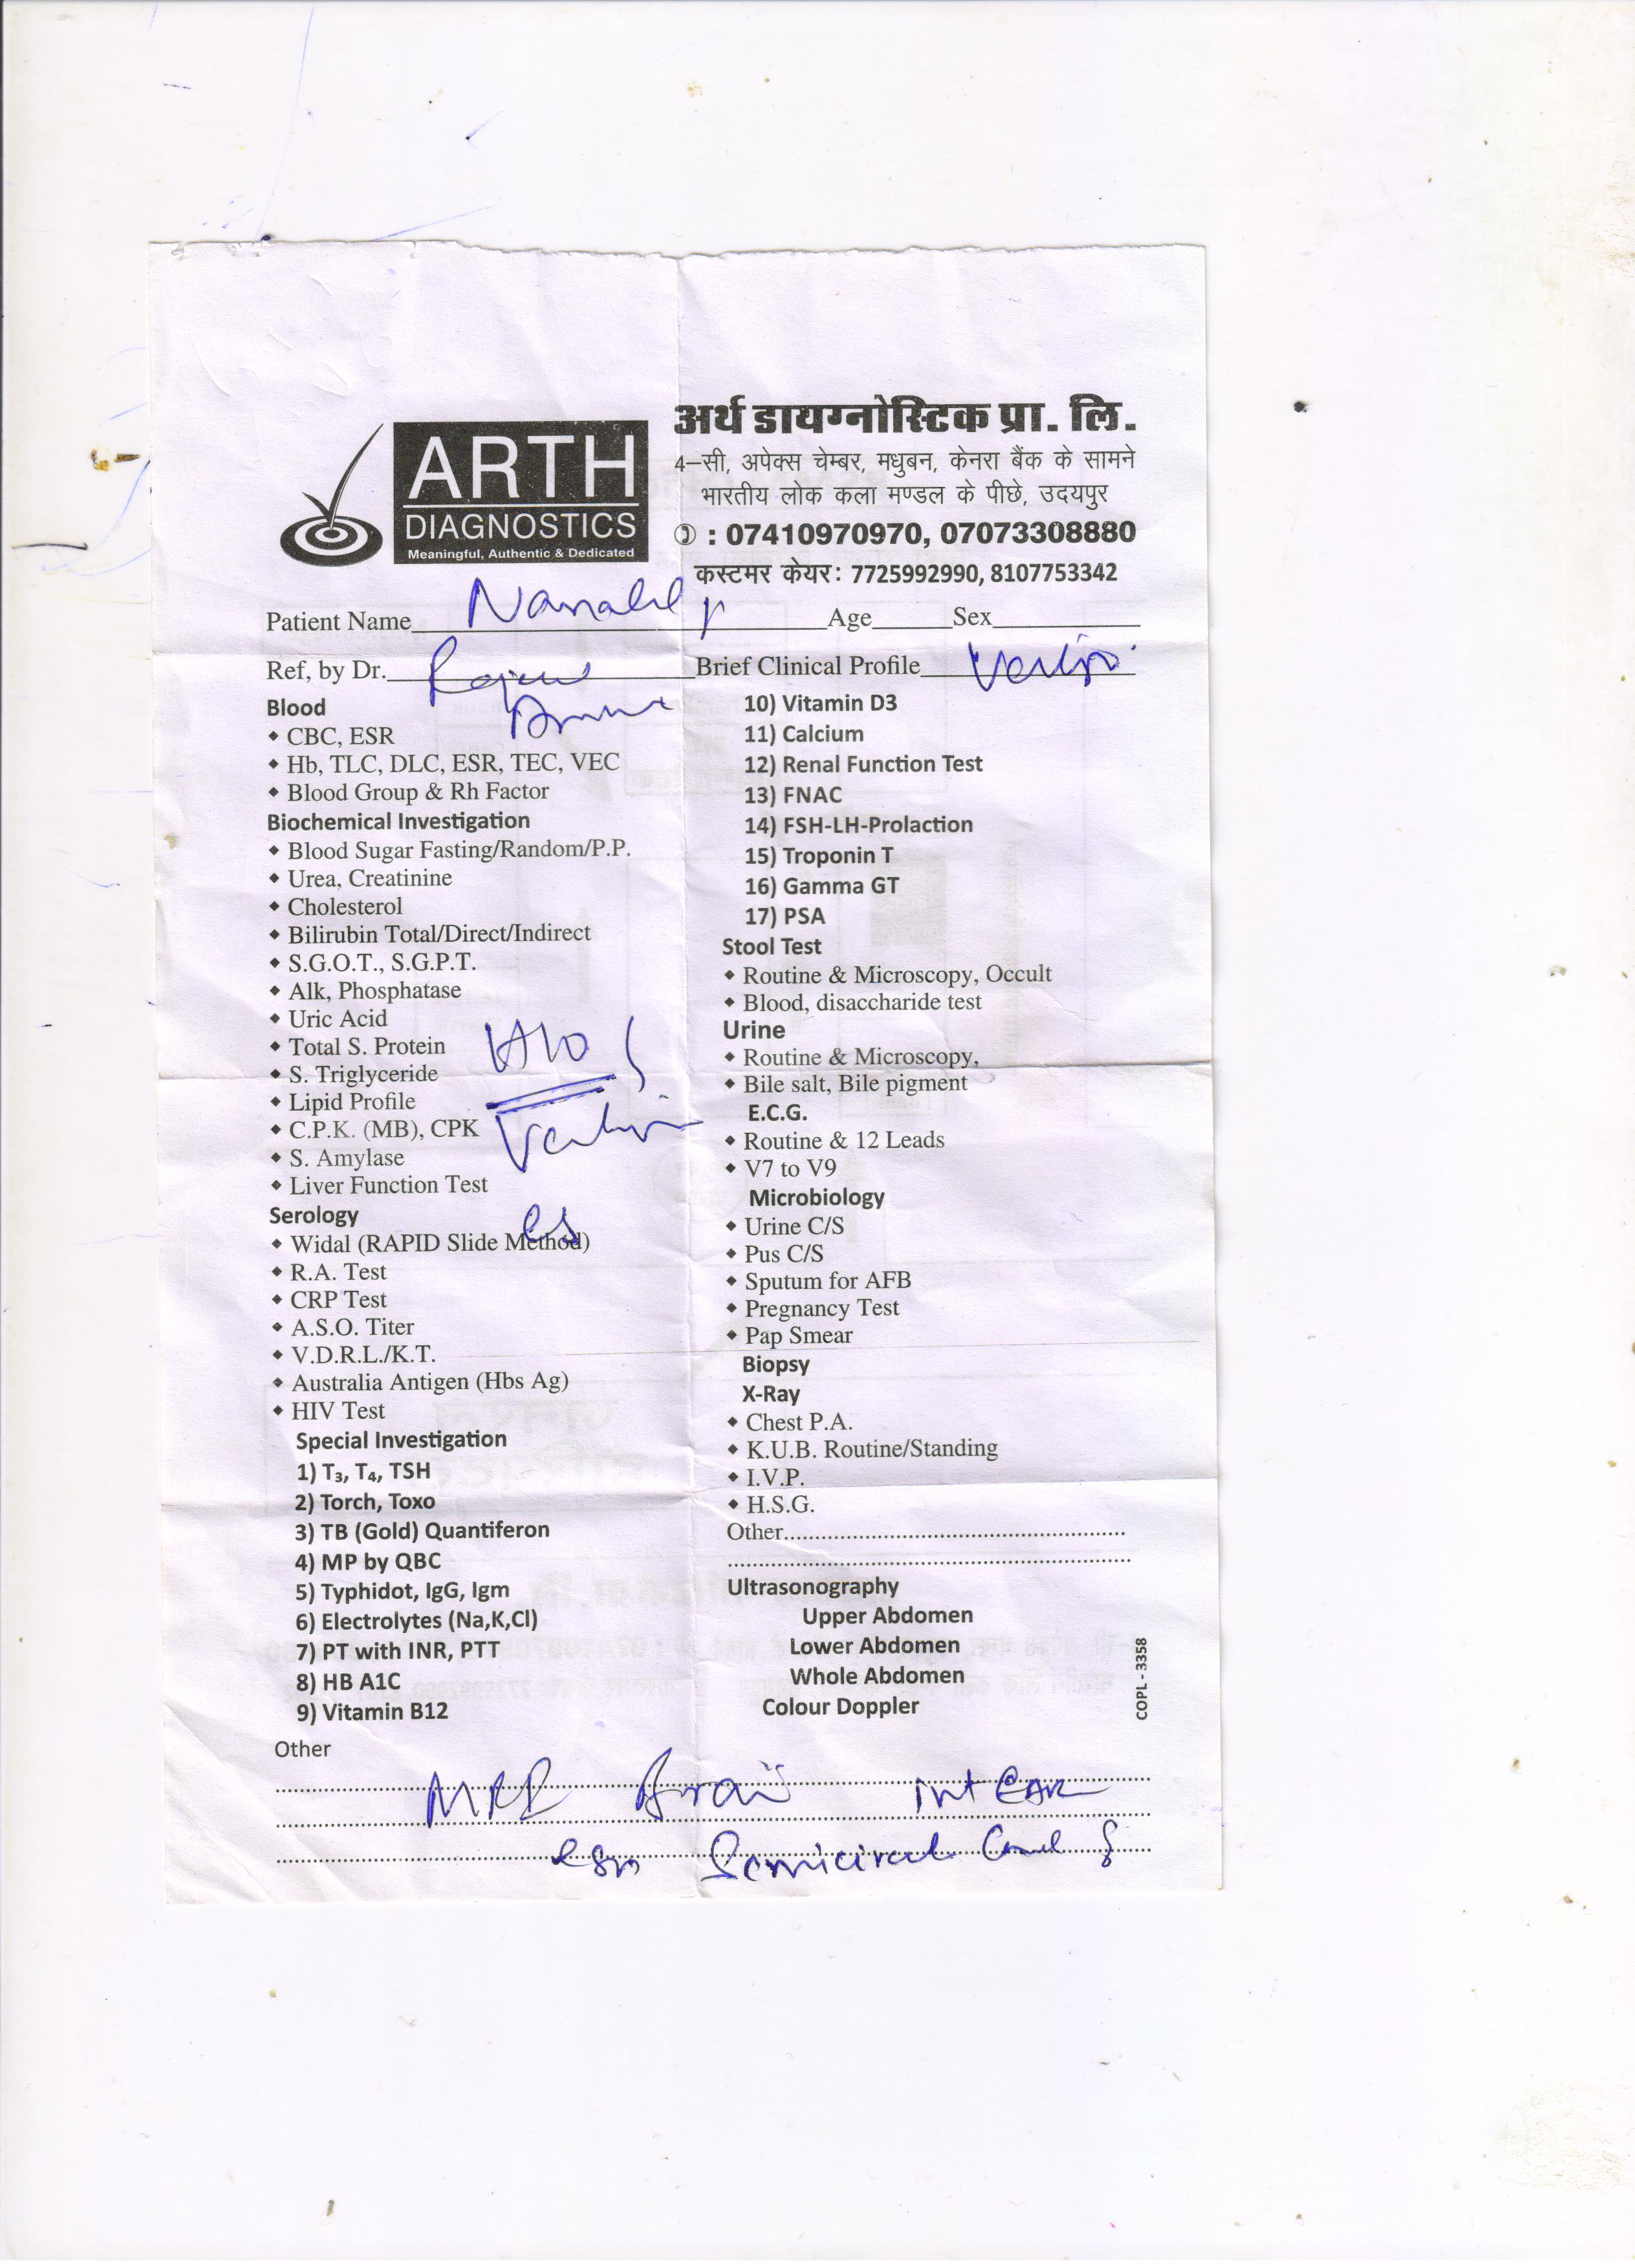 ARTH
DIAGNOSTICS
Meaningful, Authentic & Dedicated
अर्थ डायग्नोस्टिक प्रा. लि.
4–सी, अपेक्स चेम्बर, मधुबन, केनरा बैंक के सामने
भारतीय लोक कला मण्डल के पीछे, उदयपुर
: 07410970970, 07073308880
कस्टमर केयर: 7725992990, 8107753342
Patient Name Age Sex
Ref, by Dr. Brief Clinical Profile
Blood
CBC, ESR
Hb, TLC, DLC, ESR, TEC, VEC
Blood Group & Rh Factor
Biochemical Investigation
Blood Sugar Fasting/Random/P.P.
Urea, Creatinine
Cholesterol
Bilirubin Total/Direct/Indirect
S.G.O.T., S.G.P.T.
Alk, Phosphatase
Uric Acid
Total S. Protein
S. Triglyceride
Lipid Profile
C.P.K. (MB), CPK
S. Amylase
Liver Function Test
Serology
Widal (RAPID Slide Method)
R.A. Test
CRP Test
A.S.O. Titer
V.D.R.L./K.T.
Australia Antigen (Hbs Ag)
HIV Test
Special Investigation
1) T₃, T₄, TSH
2) Torch, Toxo
3) TB (Gold) Quantiferon
4) MP by QBC
5) Typhidot, IgG, Igm
6) Electrolytes (Na,K,Cl)
7) PT with INR, PTT
8) HB A1C
9) Vitamin B12
10) Vitamin D3
11) Calcium
12) Renal Function Test
13) FNAC
14) FSH-LH-Prolaction
15) Troponin T
16) Gamma GT
17) PSA
Stool Test
Routine & Microscopy, Occult
Blood, disaccharide test
Urine
Routine & Microscopy,
Bile salt, Bile pigment
E.C.G.
Routine & 12 Leads
V7 to V9
Microbiology
Urine C/S
Pus C/S
Sputum for AFB
Pregnancy Test
Pap Smear
Biopsy
X-Ray
Chest P.A.
K.U.B. Routine/Standing
I.V.P.
H.S.G.
Other
Ultrasonography
Upper Abdomen
Lower Abdomen
Whole Abdomen
Colour Doppler
COPL - 3358
Other